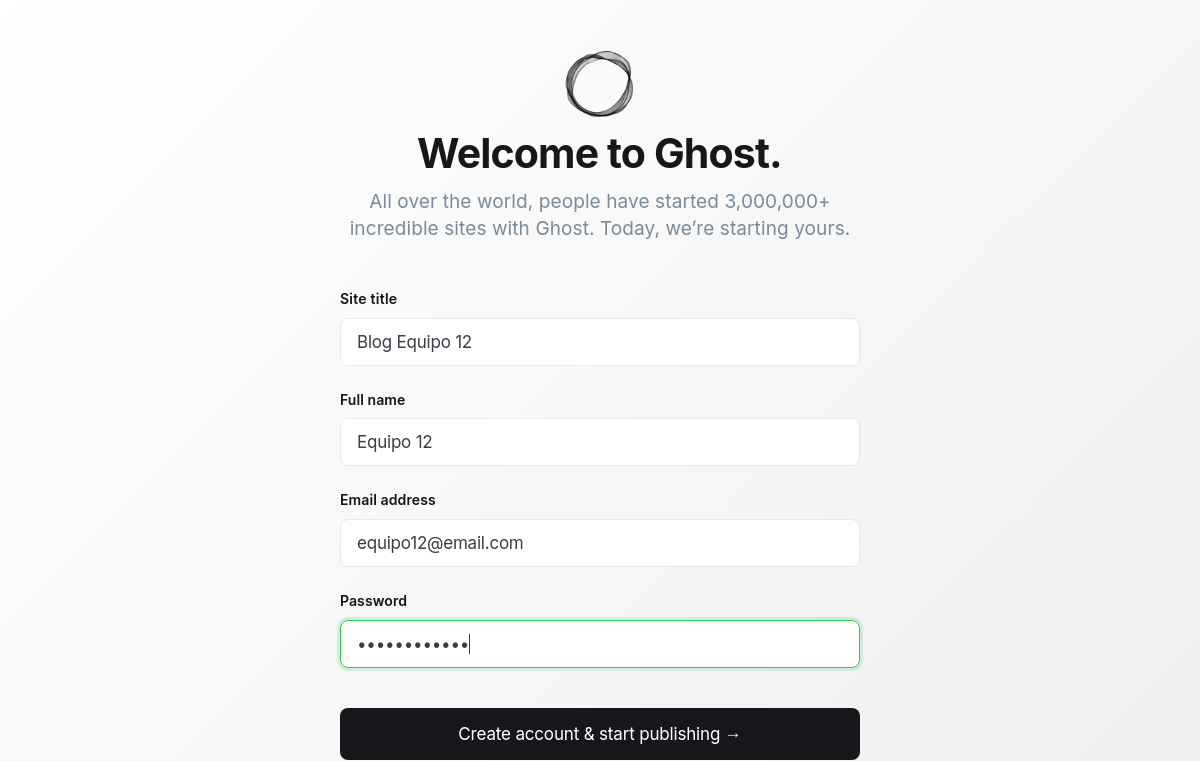 Welcome to Ghost.
All over the world, people have started 3,000,000+
incredible sites with Ghost. Today, we’re starting yours.
Site title
Blog Equipo 12
Full name
Equipo 12
Email address
equipo12@email.com
Password
••••••••••••
Create account & start publishing →